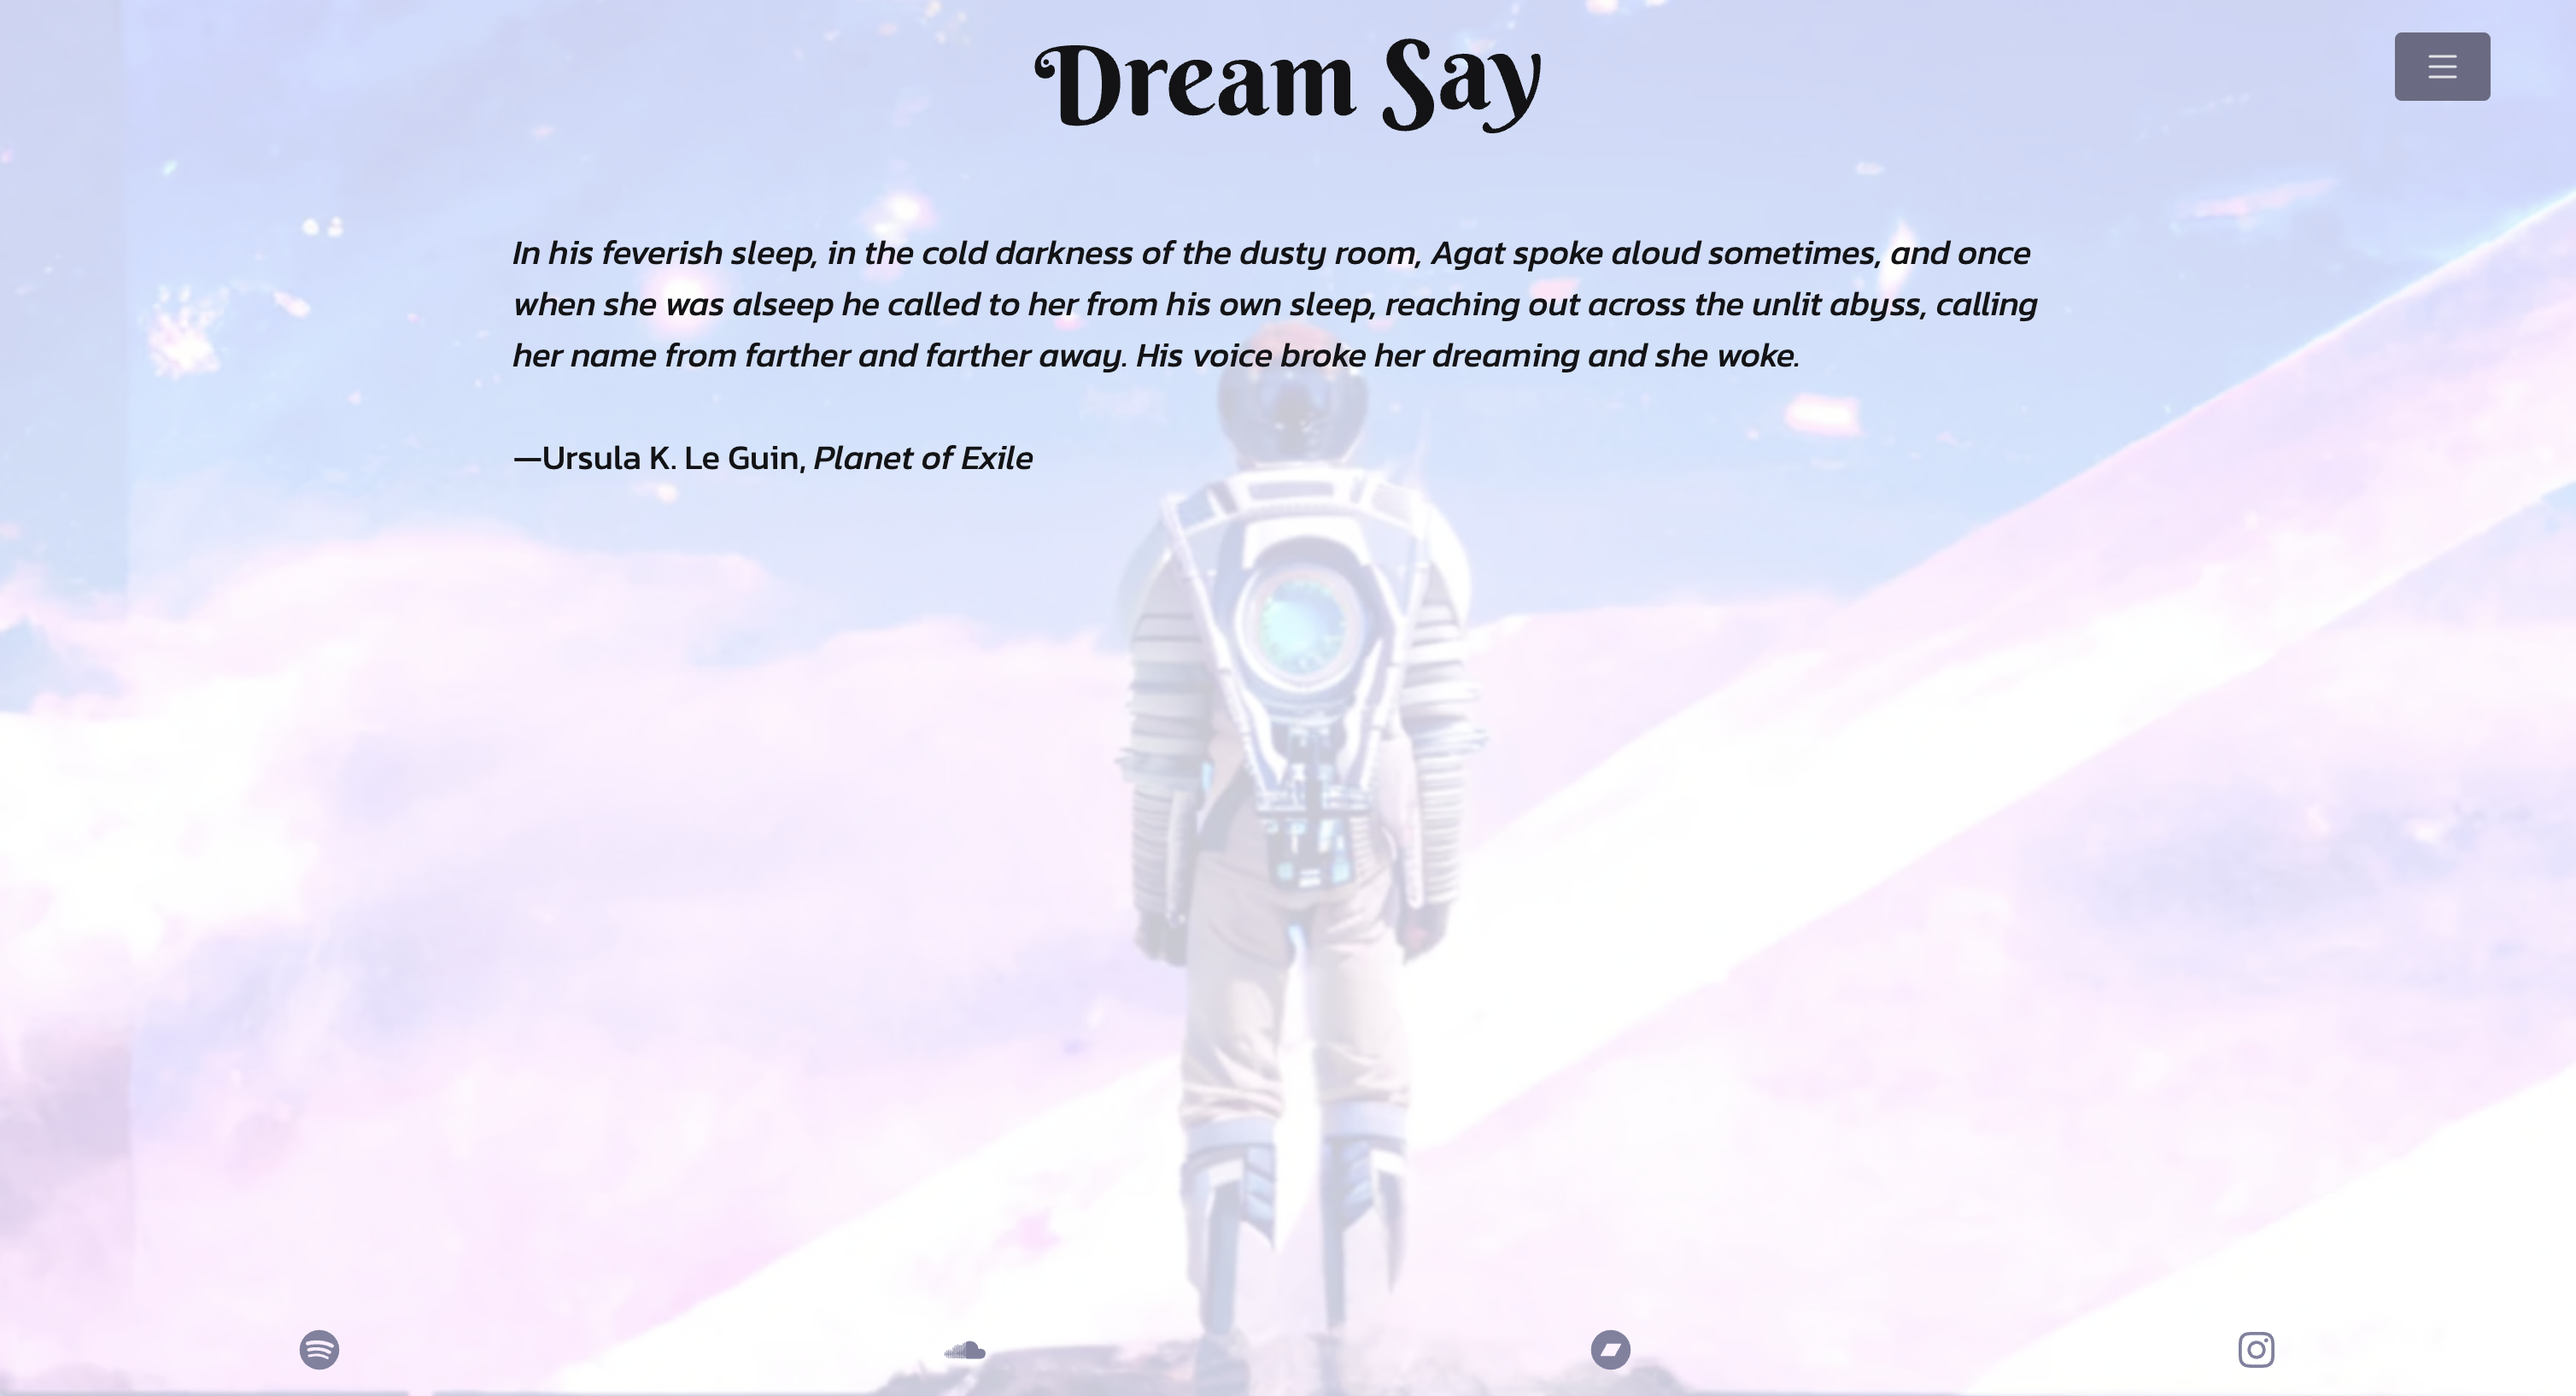 Dream Say
In his feverish sleep, in the cold darkness of the dusty room, Agat spoke aloud sometimes, and once
when she was alseep he called to her from his own sleep, reaching out across the unlit abyss, calling
her name from farther and farther away. His voice broke her dreaming and she woke.
—Ursula K. Le Guin, Planet of Exile